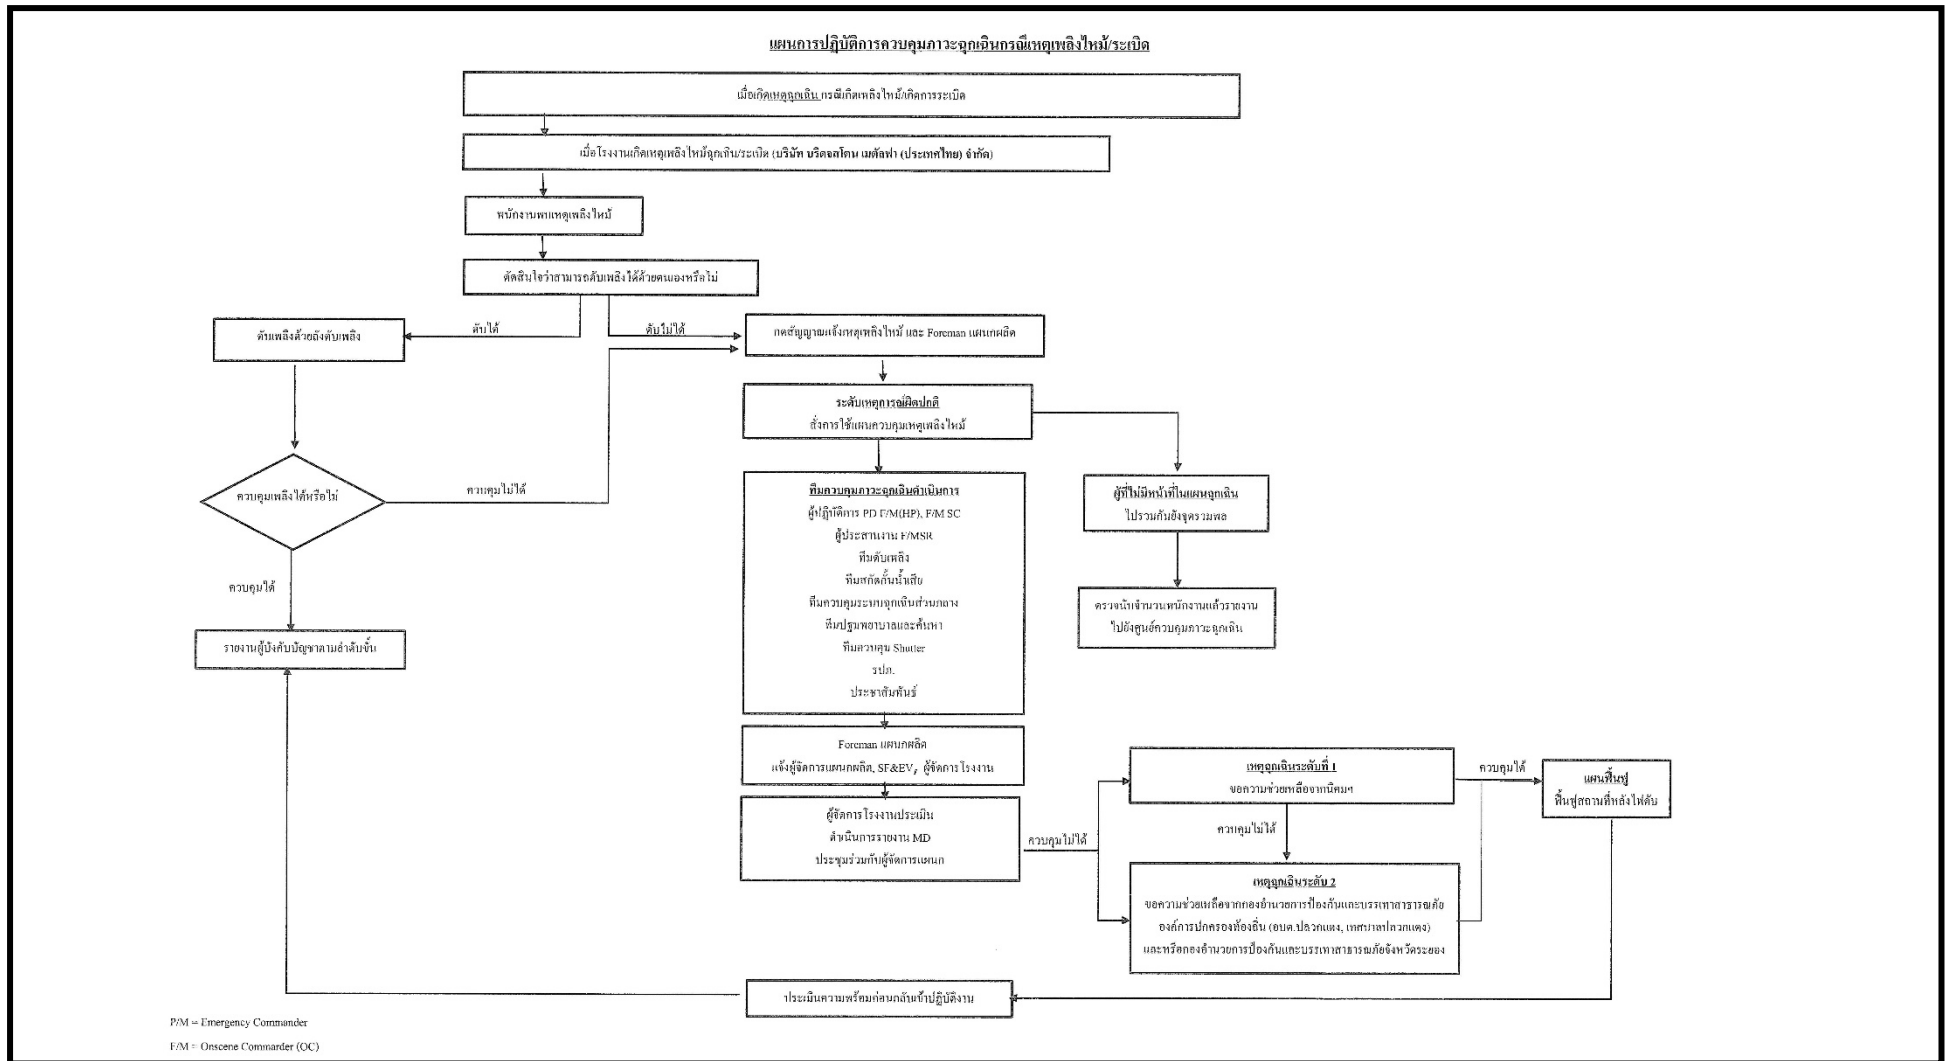 แผนการปฏิบัติการควบคุมภาวะฉุกเฉินกรณีเหตุเพลิงไหม้/ระเบิด
เมื่อเกิดเหตุฉุกเฉิน กรณีเกิดเพลิงไหม้/เกิดการระเบิด
เมื่อโรงงานเกิดเหตุเพลิงไหม้ฉุกเฉิน/ระเบิด (บริษัท บริดจสโตน เมตัลฟา (ประเทศไทย) จำกัด)
พนักงานพบเหตุเพลิงไหม้
ตัดสินใจว่าสามารถดับเพลิงได้ด้วยตนเองหรือไม่
ดับได้
ดับไม่ได้
ดับเพลิงด้วยถังดับเพลิง
กดสัญญาณแจ้งเหตุเพลิงไหม้ และ Foreman แผนกผลิต
ระดับเหตุการณ์ผิดปกติ
สั่งการใช้แผนควบคุมเหตุเพลิงไหม้
ควบคุมเพลิงได้หรือไม่
ควบคุมไม่ได้
ควบคุมได้
รายงานผู้บังคับบัญชาตามลำดับขั้น
ทีมควบคุมภาวะฉุกเฉินดำเนินการ
ผู้ปฏิบัติการ PD F/M(HP), F/M SC
ผู้ประสานงาน F/MSR
ทีมดับเพลิง
ทีมสกัดกั้นน้ำเสีย
ทีมควบคุมระบบฉุกเฉินส่วนกลาง
ทีมปฐมพยาบาลและค้นหา
ทีมควบคุม Shutter
รปภ.
ประชาสัมพันธ์
ผู้ที่ไม่มีหน้าที่ในแผนฉุกเฉิน
ไปรวมกันยังจุดรวมพล
ตรวจนับจำนวนพนักงานแล้วรายงาน
ไปยังศูนย์ควบคุมภาวะฉุกเฉิน
Foreman แผนกผลิต
แจ้งผู้จัดการแผนกผลิต, SF&EV, ผู้จัดการโรงงาน
ผู้จัดการโรงงานประเมิน
ดำเนินการรายงาน MD
ประชุมร่วมกับผู้จัดการแผนก
ควบคุมไม่ได้
เหตุฉุกเฉินระดับที่ 1
ขอความช่วยเหลือจากนิคมฯ
ควบคุมได้
ควบคุมไม่ได้
แผนฟื้นฟู
ฟื้นฟูสถานที่หลังไฟดับ
เหตุฉุกเฉินระดับ 2
ขอความช่วยเหลือจากกองอำนวยการป้องกันและบรรเทาสาธารณภัย
องค์การปกครองท้องถิ่น (อบต.ปลวกแดง, เทศบาลปลวกแดง)
และหรือกองอำนวยการป้องกันและบรรเทาสาธารณภัยจังหวัดระยอง
ประเมินความพร้อมก่อนกลับเข้าปฏิบัติงาน
P/M = Emergency Commander
F/M = Onscene Commarder (OC)